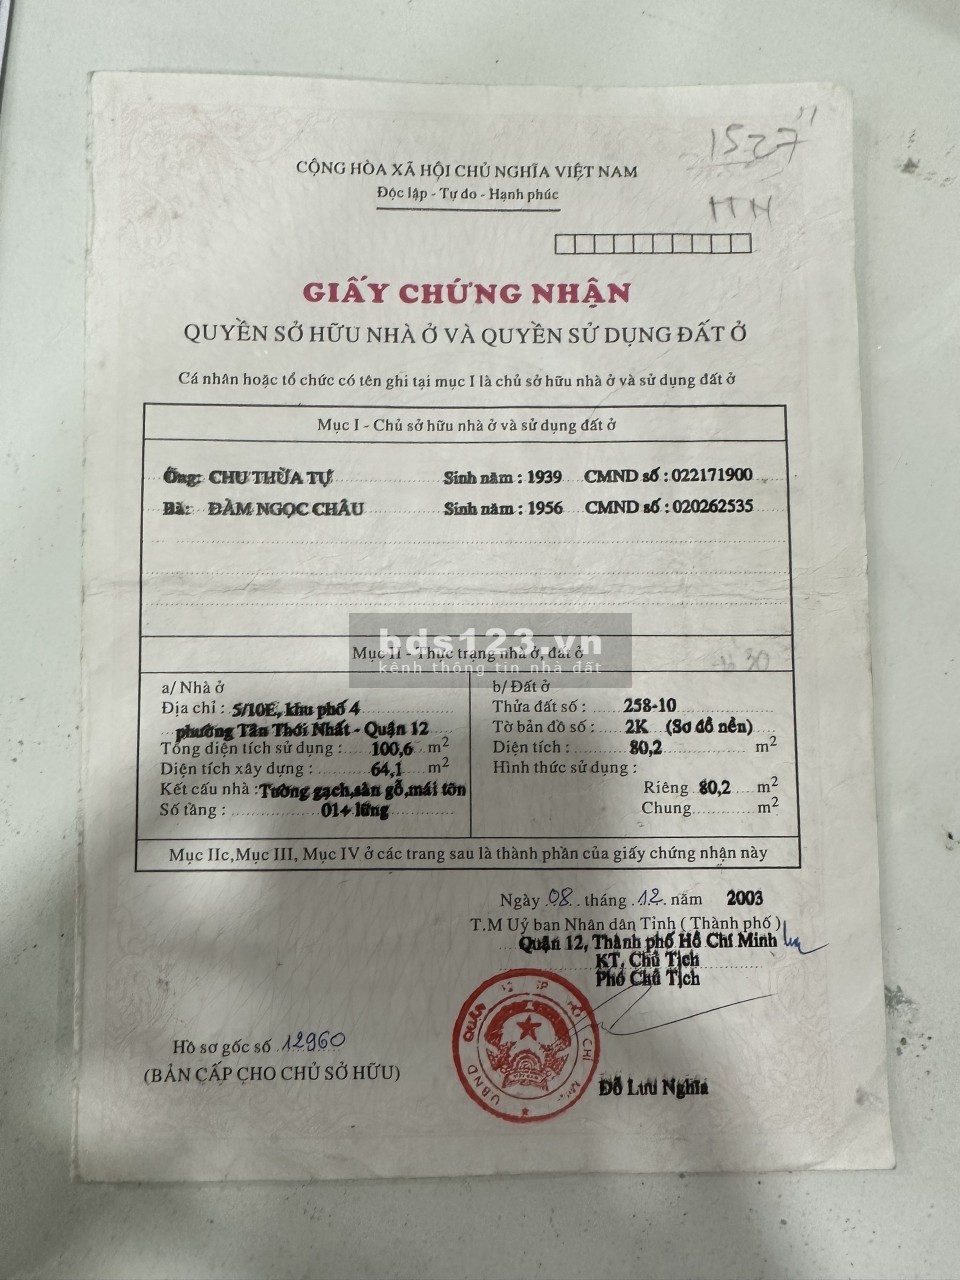 1527
CỘNG HÒA XÃ HỘI CHỦ NGHĨA VIỆT NAM
Độc lập - Tự do - Hạnh phúc
HTH
GIẤY CHỨNG NHẬN
QUYỀN SỞ HỮU NHÀ Ở VÀ QUYỀN SỬ DỤNG ĐẤT Ở
Cá nhân hoặc tổ chức có tên ghi tại mục I là chủ sở hữu nhà ở và sử dụng đất ở
Mục I - Chủ sở hữu nhà ở và sử dụng đất ở
Ông: CHU THỪA TỰ Sinh năm : 1939 CMND số : 022171900
Bà: ĐÀM NGỌC CHÂU Sinh năm : 1956 CMND số : 020262535
bds123.vn
kênh thông tin nhà đất
Mục II - Thực trạng nhà ở, đất ở
30
a/ Nhà ở
Địa chỉ : 5/10E, khu phố 4
phường Tân Thới Nhất - Quận 12
Tổng diện tích sử dụng : 100,6 m2
Diện tích xây dựng : 64,1 m2
Kết cấu nhà : Tường gạch,sàn gỗ,mái tôn
Số tầng : 01+ lửng
b/ Đất ở
Thửa đất số : 258-10
Tờ bản đồ số : 2K (Sơ đồ nền)
Diện tích : 80,2 m2
Hình thức sử dụng :
Riêng 80,2 m2
Chung m2
Mục IIc,Mục III, Mục IV ở các trang sau là thành phần của giấy chứng nhận này
Ngày 08 tháng 12 năm 2003
T.M Uỷ ban Nhân dân Tỉnh ( Thành phố )
Quận 12, Thành phố Hồ Chí Minh
KT. Chủ Tịch
Phó Chủ Tịch
Hồ sơ gốc số 12960
(BẢN CẤP CHO CHỦ SỞ HỮU)
UBND QUẬN 12 TP HỒ CHÍ
Đỗ Lưu Nghĩa